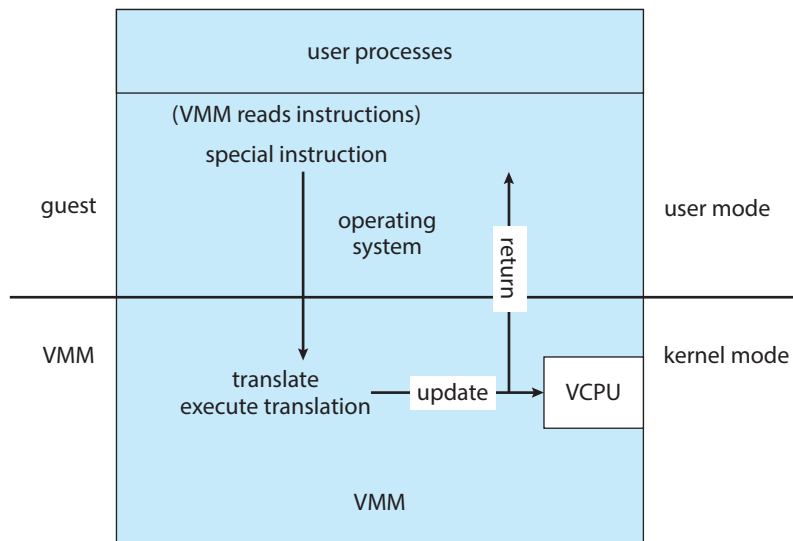 user processes
(VMM reads instructions)
special instruction
guest
operating
system
return
user mode
VMM
kernel mode
translate
execute translation
update
VCPU
VMM